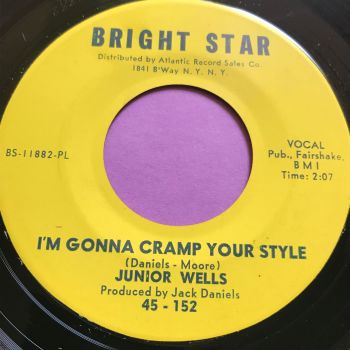 BRIGHT STAR
Distributed by Atlantic Record Sales Co.
1841 B'Way N.Y. N.Y.
BS-11882-PL
VOCAL
Pub., Fairshake,
BMI
Time: 2:07
I'M GONNA CRAMP YOUR STYLE
(Daniels - Moore)
JUNIOR WELLS
Produced by Jack Daniels
45 - 152